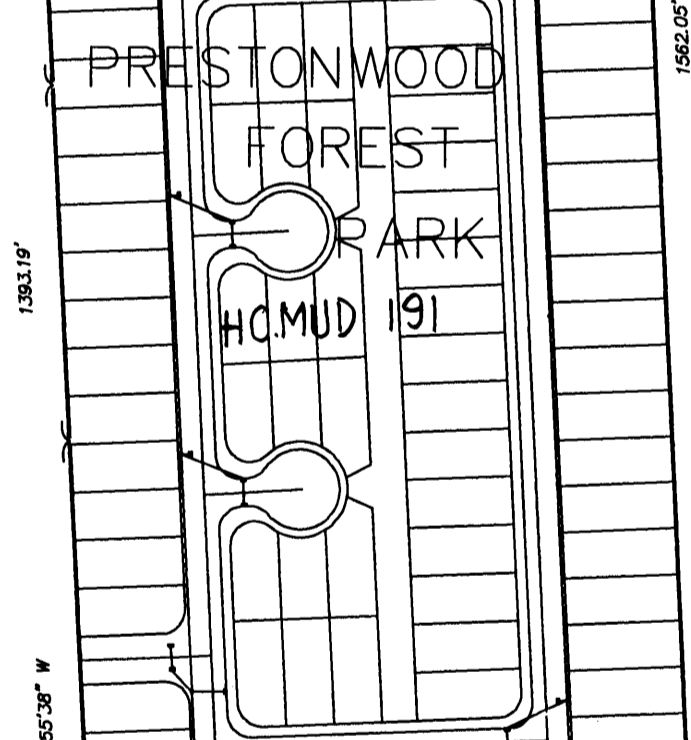 1562.05'
PRESTONWOOD
FOREST
PARK
HC.MUD 191
1393.19'
55'38" W